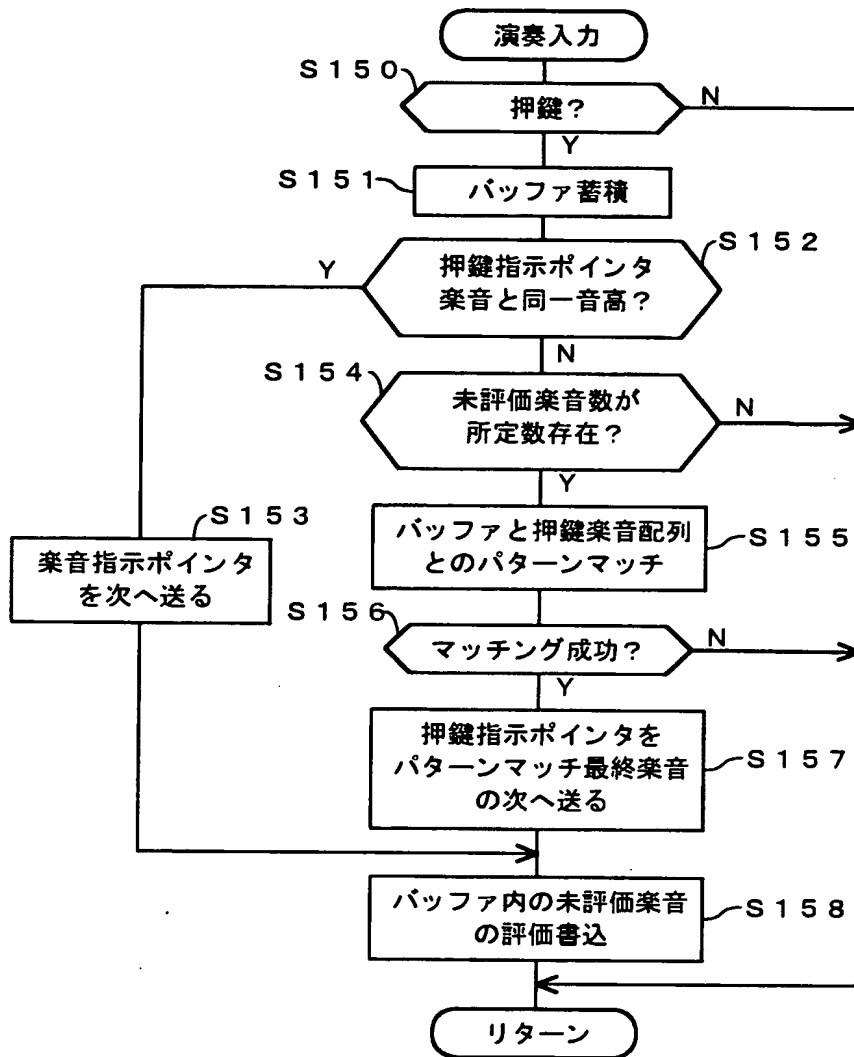 演奏入力
S150
押鍵?
N
Y
S151
バッファ蓄積
S152
Y
押鍵指示ポインタ
楽音と同一音高?
N
S154
未評価楽音数が
所定数存在?
N
Y
S153
楽音指示ポインタ
を次へ送る
バッファと押鍵楽音配列
とのパターンマッチ
S155
S156
マッチング成功?
N
Y
押鍵指示ポインタを
パターンマッチ最終楽音
の次へ送る
S157
バッファ内の未評価楽音
の評価書込
S158
リターン